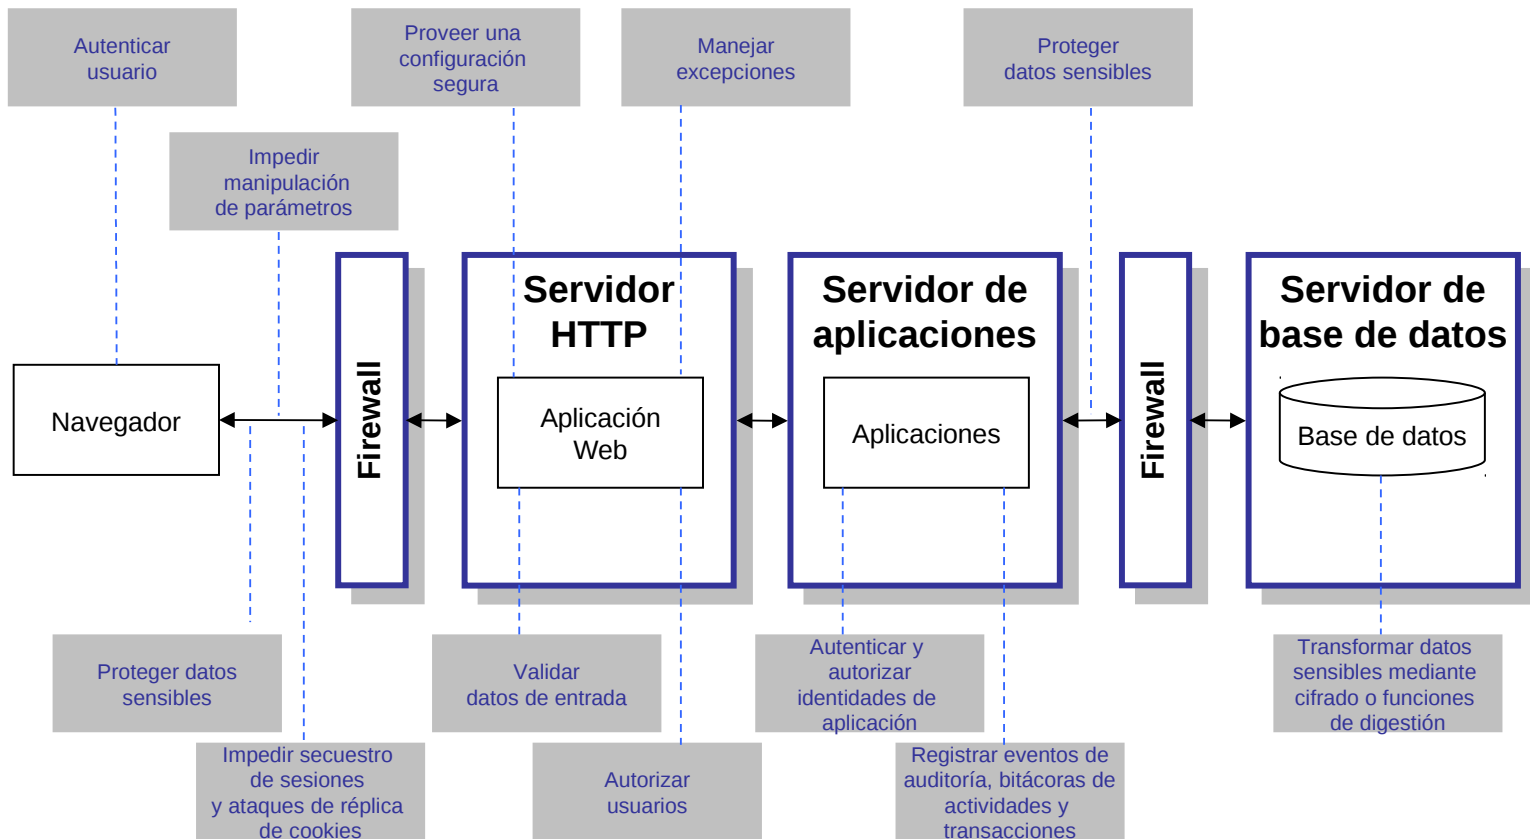 Autenticar
usuario
Proveer una
configuración
segura
Manejar
excepciones
Proteger
datos sensibles
Impedir
manipulación
de parámetros
Servidor
HTTP
Servidor de
aplicaciones
Servidor de
base de datos
Navegador
Firewall
Aplicación
Web
Aplicaciones
Firewall
Base de datos
Proteger datos
sensibles
Validar
datos de entrada
Autenticar y
autorizar
identidades de
aplicación
Transformar datos
sensibles mediante
cifrado o funciones
de digestión
Impedir secuestro
de sesiones
y ataques de réplica
de cookies
Autorizar
usuarios
Registrar eventos de
auditoría, bitácoras de
actividades y
transacciones